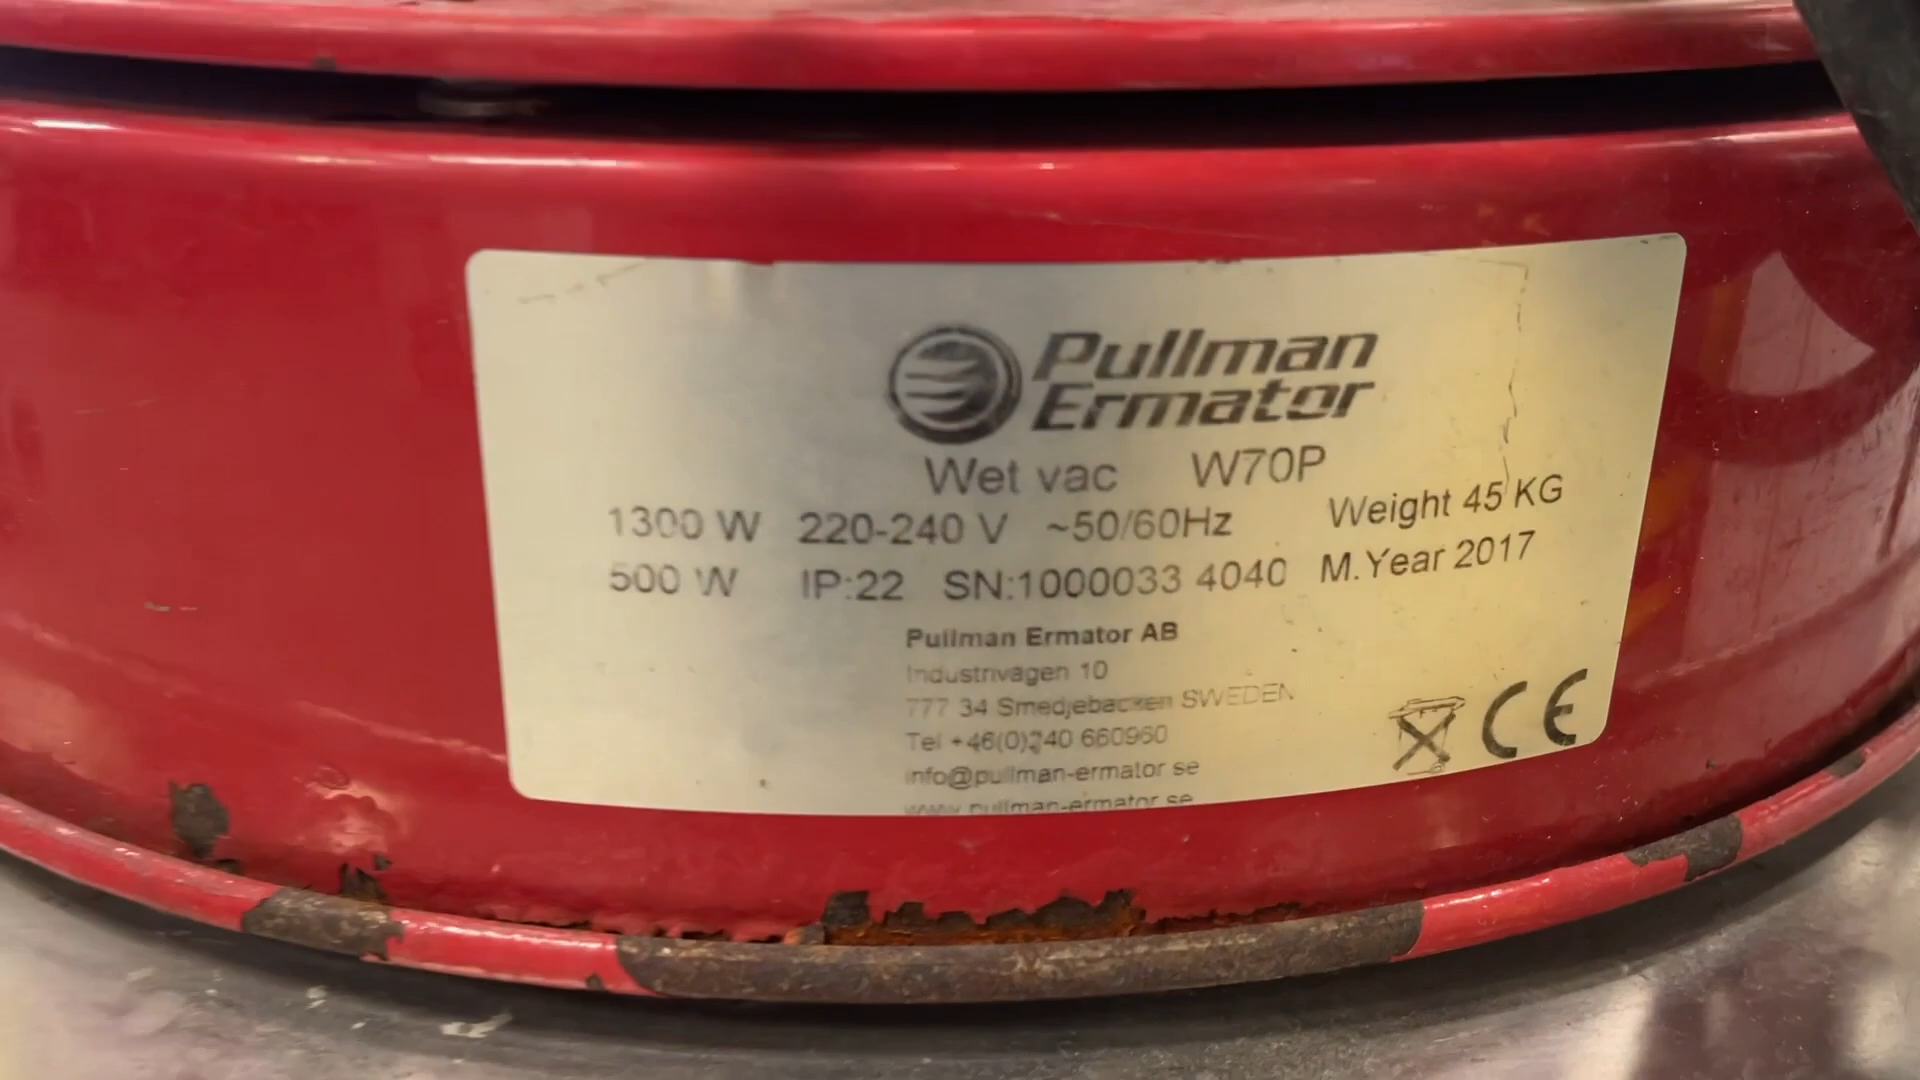 Pullman
Ermator
Wet vac W70P
1300 W 220-240 V ~50/60Hz Weight 45 KG
500 W IP:22 SN:1000033 4040 M.Year 2017
Pullman Ermator AB
Industrivägen 10
777 34 Smedjebacken SWEDEN
Tel +46(0)240 660960
info@pullman-ermator se
www pullman-ermator se
CE